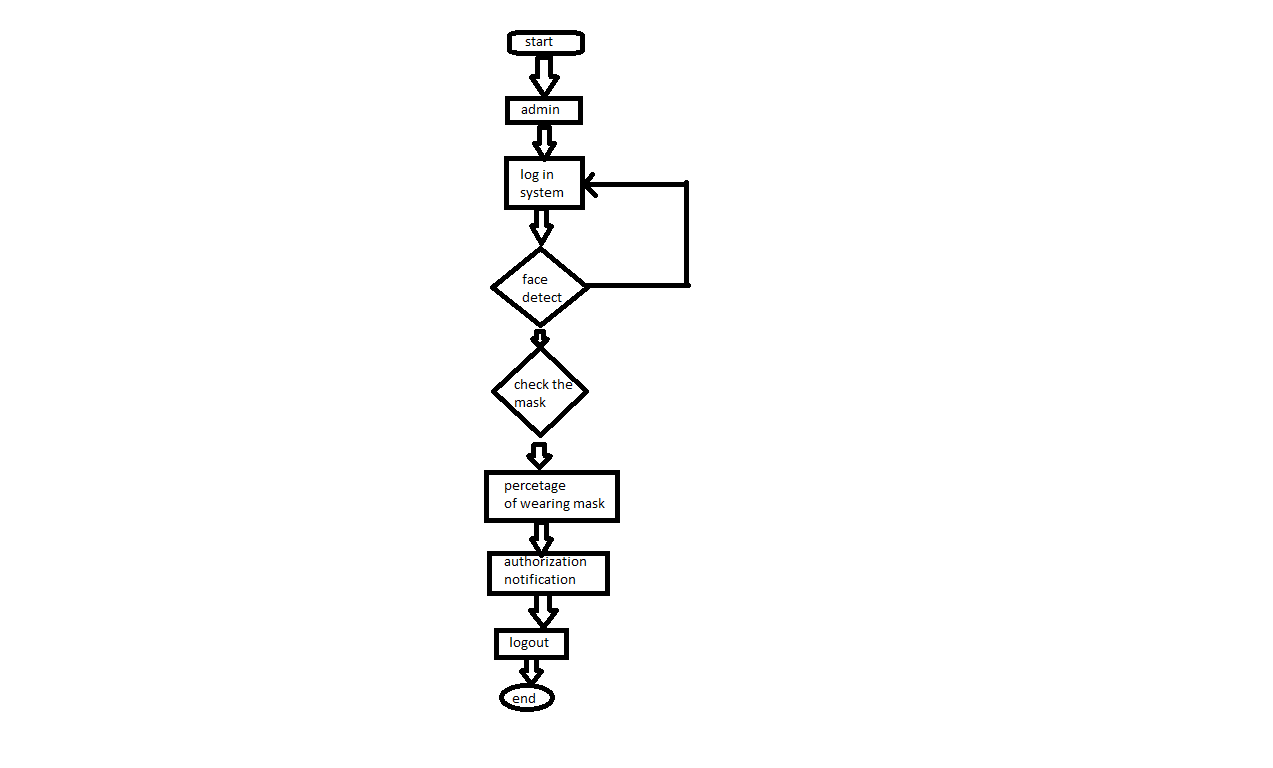 start
admin
log in
system
face
detect
check the
mask
percetage
of wearing mask
authorization
notification
logout
end